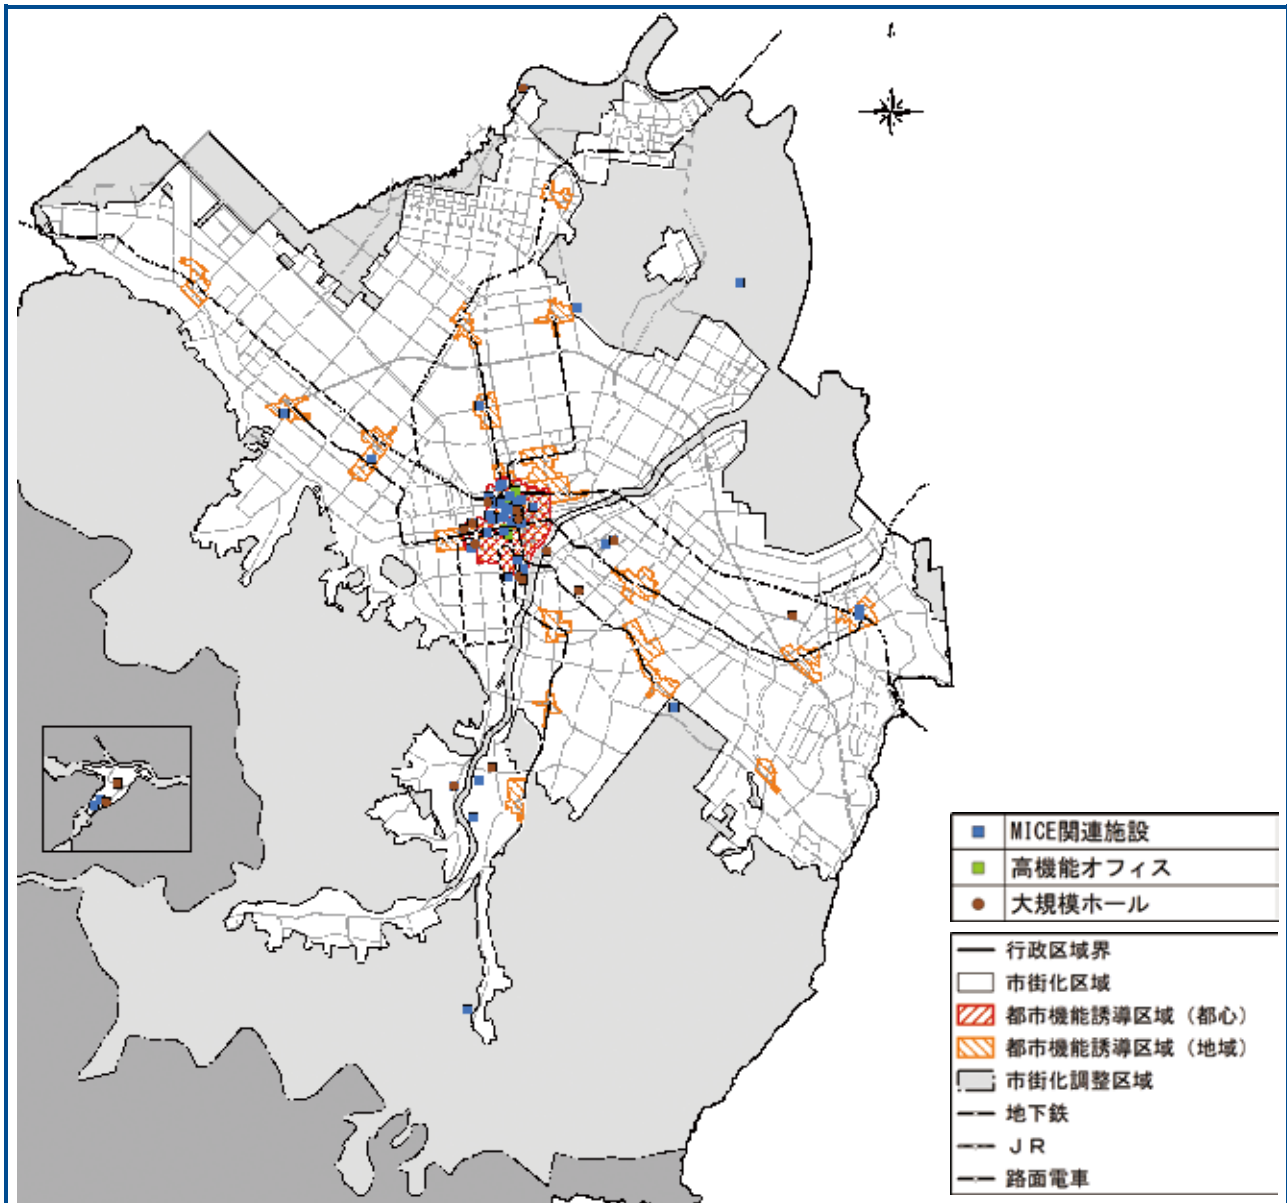 MICE関連施設
高機能オフィス
大規模ホール
行政区域界
市街化区域
都市機能誘導区域（都心）
都市機能誘導区域（地域）
市街化調整区域
地下鉄
ＪＲ
路面電車